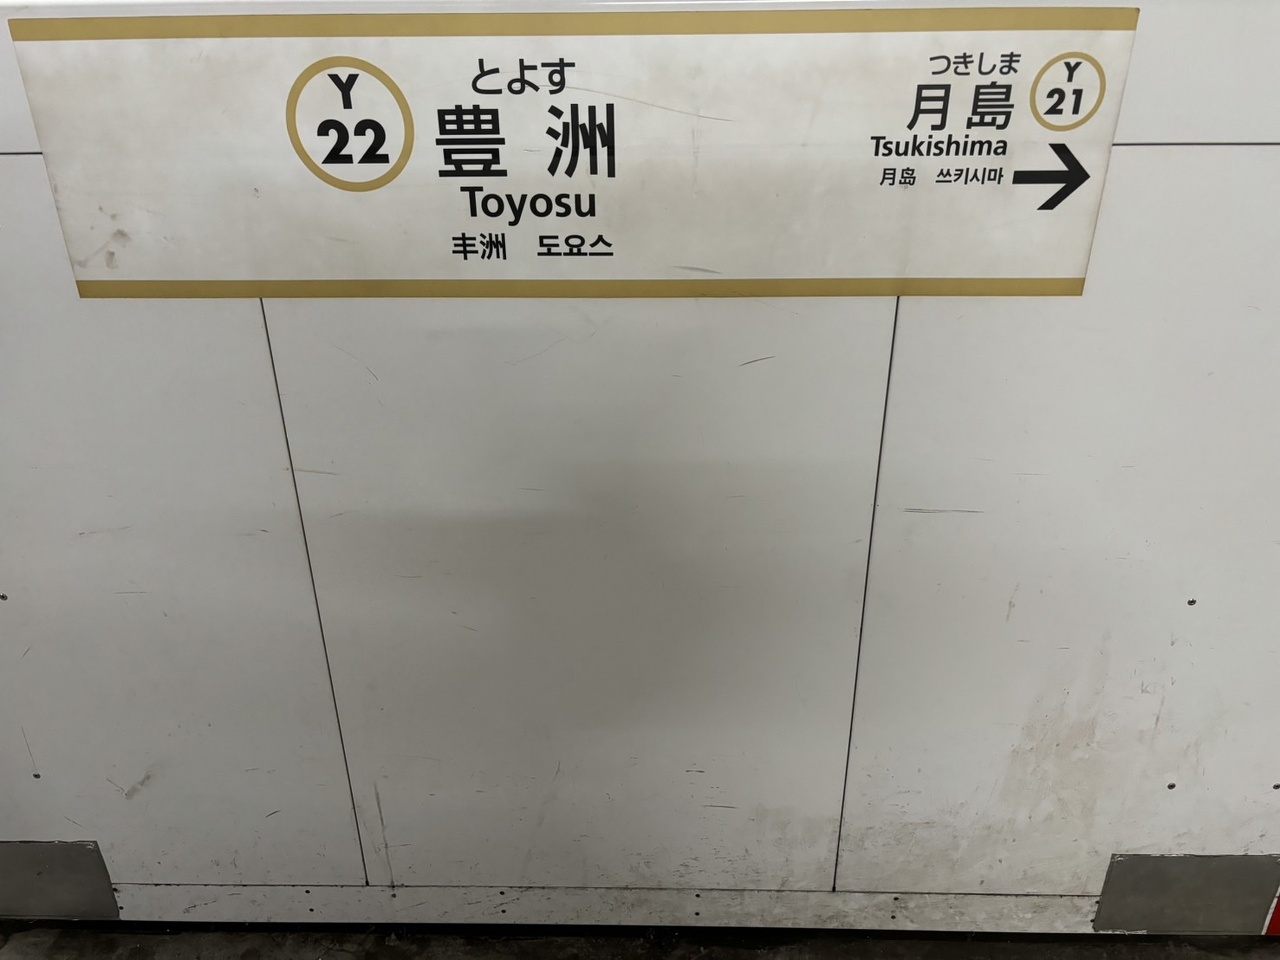 Y
22
とよす
豊洲
Toyosu
丰洲 도요스
つきしま
月島
Tsukishima
月岛 쓰키시마
Y
21